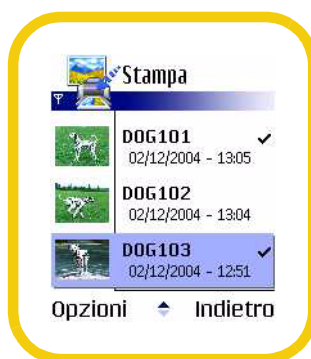 Stampa
DOG101
02/12/2004 - 13:05
DOG102
02/12/2004 - 13:04
DOG103
02/12/2004 - 12:51
Opzioni Indietro